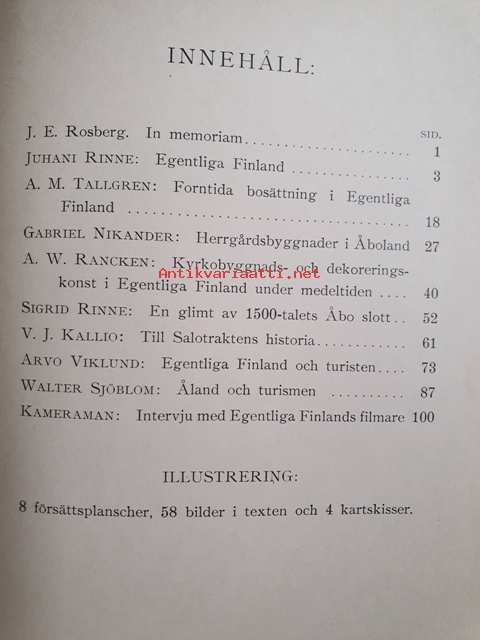 INNEHÅLL:
SID.
J. E. Rosberg. In memoriam 1
JUHANI RINNE: Egentliga Finland 3
A. M. TALLGREN: Forntida bosättning i Egentliga
Finland 18
GABRIEL NIKANDER: Herrgårdsbyggnader i Åboland 27
A. W. RANCKEN: Kyrkobyggnads- och dekorerings-
Antikvariaatti.net
konst i Egentliga Finland under medeltiden 40
SIGRID RINNE: En glimt av 1500-talets Åbo slott 52
V. J. KALLIO: Till Salotraktens historia 61
ARVO VIKLUND: Egentliga Finland och turisten 73
WALTER SJÖBLOM: Åland och turismen 87
KAMERAMAN: Intervju med Egentliga Finlands filmare 100
ILLUSTRERING:
8 försättsplanscher, 58 bilder i texten och 4 kartskisser.